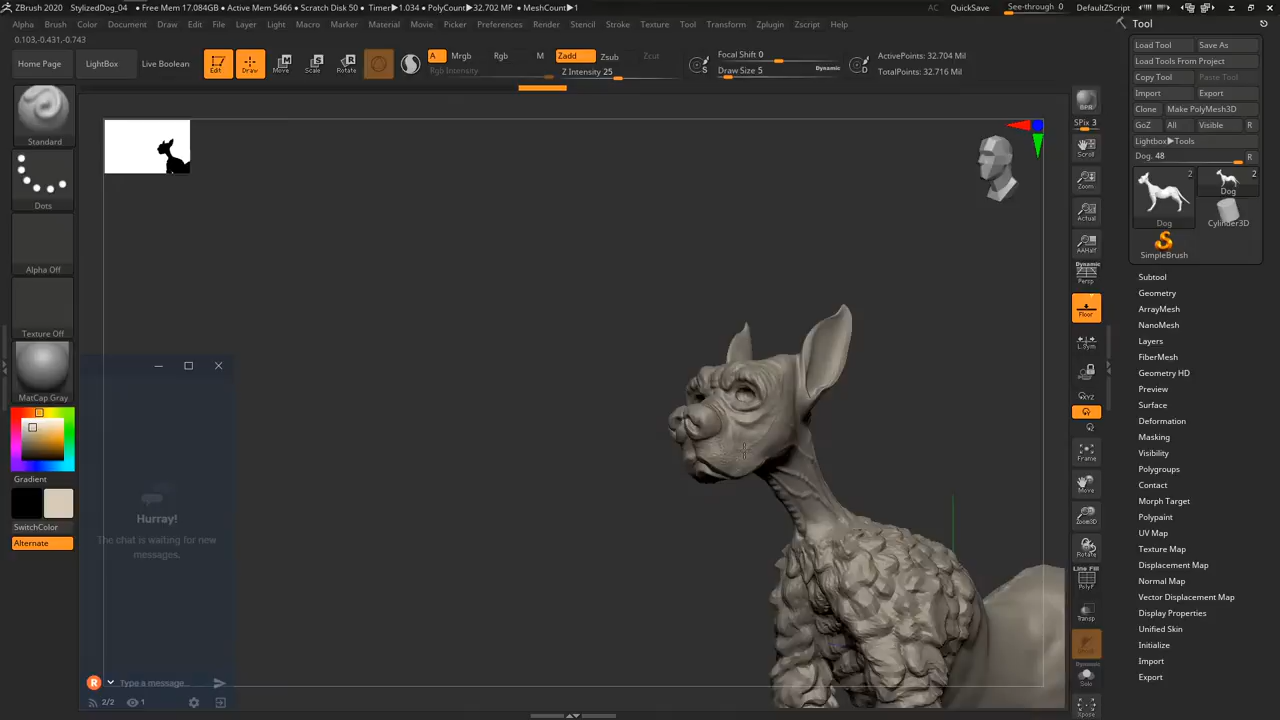 ZBrush 2020 StylizedDog_04 • Free Mem 17.084GB • Active Mem 5466 • Scratch Disk 50 • Timer▶1.034 • PolyCount▶32.702 MP • MeshCount▶1 AC QuickSave See-through 0 Menus DefaultZScript
Alpha Brush Color Document Draw Edit File Layer Light Macro Marker Material Movie Picker Preferences Render Stencil Stroke Texture Tool Transform Zplugin Zscript Help
0.103,-0.431,-0.743
Home Page LightBox Live Boolean
Edit Draw Move Scale Rotate
A Mrgb Rgb M
Rgb Intensity
Zadd Zsub Zcut
Z Intensity 25
Focal Shift 0
Draw Size 5 Dynamic
ActivePoints: 32.704 Mil
TotalPoints: 32.716 Mil
Standard
Dots
Alpha Off
Texture Off
MatCap Gray
Gradient
SwitchColor
Alternate
Hurray!
The chat is waiting for new
messages.
R Type a message...
2/2 1
BPR
SPix 3
Scroll
Zoom
Actual
AAHalf
Dynamic
Persp
Floor
L.Sym
XYZ
Frame
Move
Zoom3D
Rotate
Line Fill
PolyF
Transp
Dynamic
Solo
Xpose
Tool
Load Tool Save As
Load Tools From Project
Copy Tool Paste Tool
Import Export
Clone Make PolyMesh3D
GoZ All Visible R
Lightbox▶Tools
Dog. 48 R
2 2
Dog Dog
Cylinder3D
SimpleBrush
Subtool
Geometry
ArrayMesh
NanoMesh
Layers
FiberMesh
Geometry HD
Preview
Surface
Deformation
Masking
Visibility
Polygroups
Contact
Morph Target
Polypaint
UV Map
Texture Map
Displacement Map
Normal Map
Vector Displacement Map
Display Properties
Unified Skin
Initialize
Import
Export